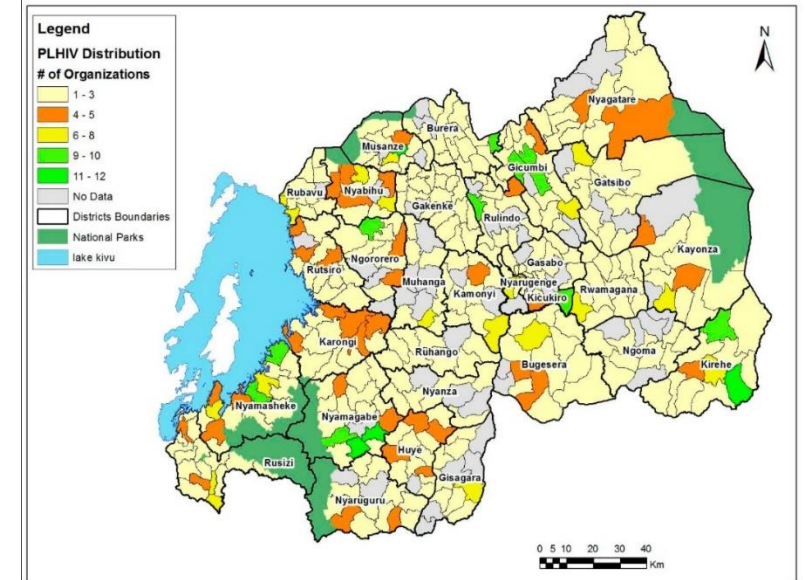 Legend
PLHIV Distribution
# of Organizations
1 - 3
4 - 5
6 - 8
9 - 10
11 - 12
No Data
Districts Boundaries
National Parks
lake kivu
N
Nyagatare
Burera
Musanze
Gicumbi
Rubavu
Nyabihu
Gatsibo
Gakenke
Rulindo
Kayonza
Ngororero
Rutsiro
Muhanga
Gasabo
Kamonyi
Nyarugenge
Kicukiro
Rwamagana
Karongi
Ruhango
Ngoma
Bugesera
Kirehe
Nyanza
Nyamasheke
Nyamagabe
Huye
Rusizi
Gisagara
Nyaruguru
0 5 10 20 30 40
Km